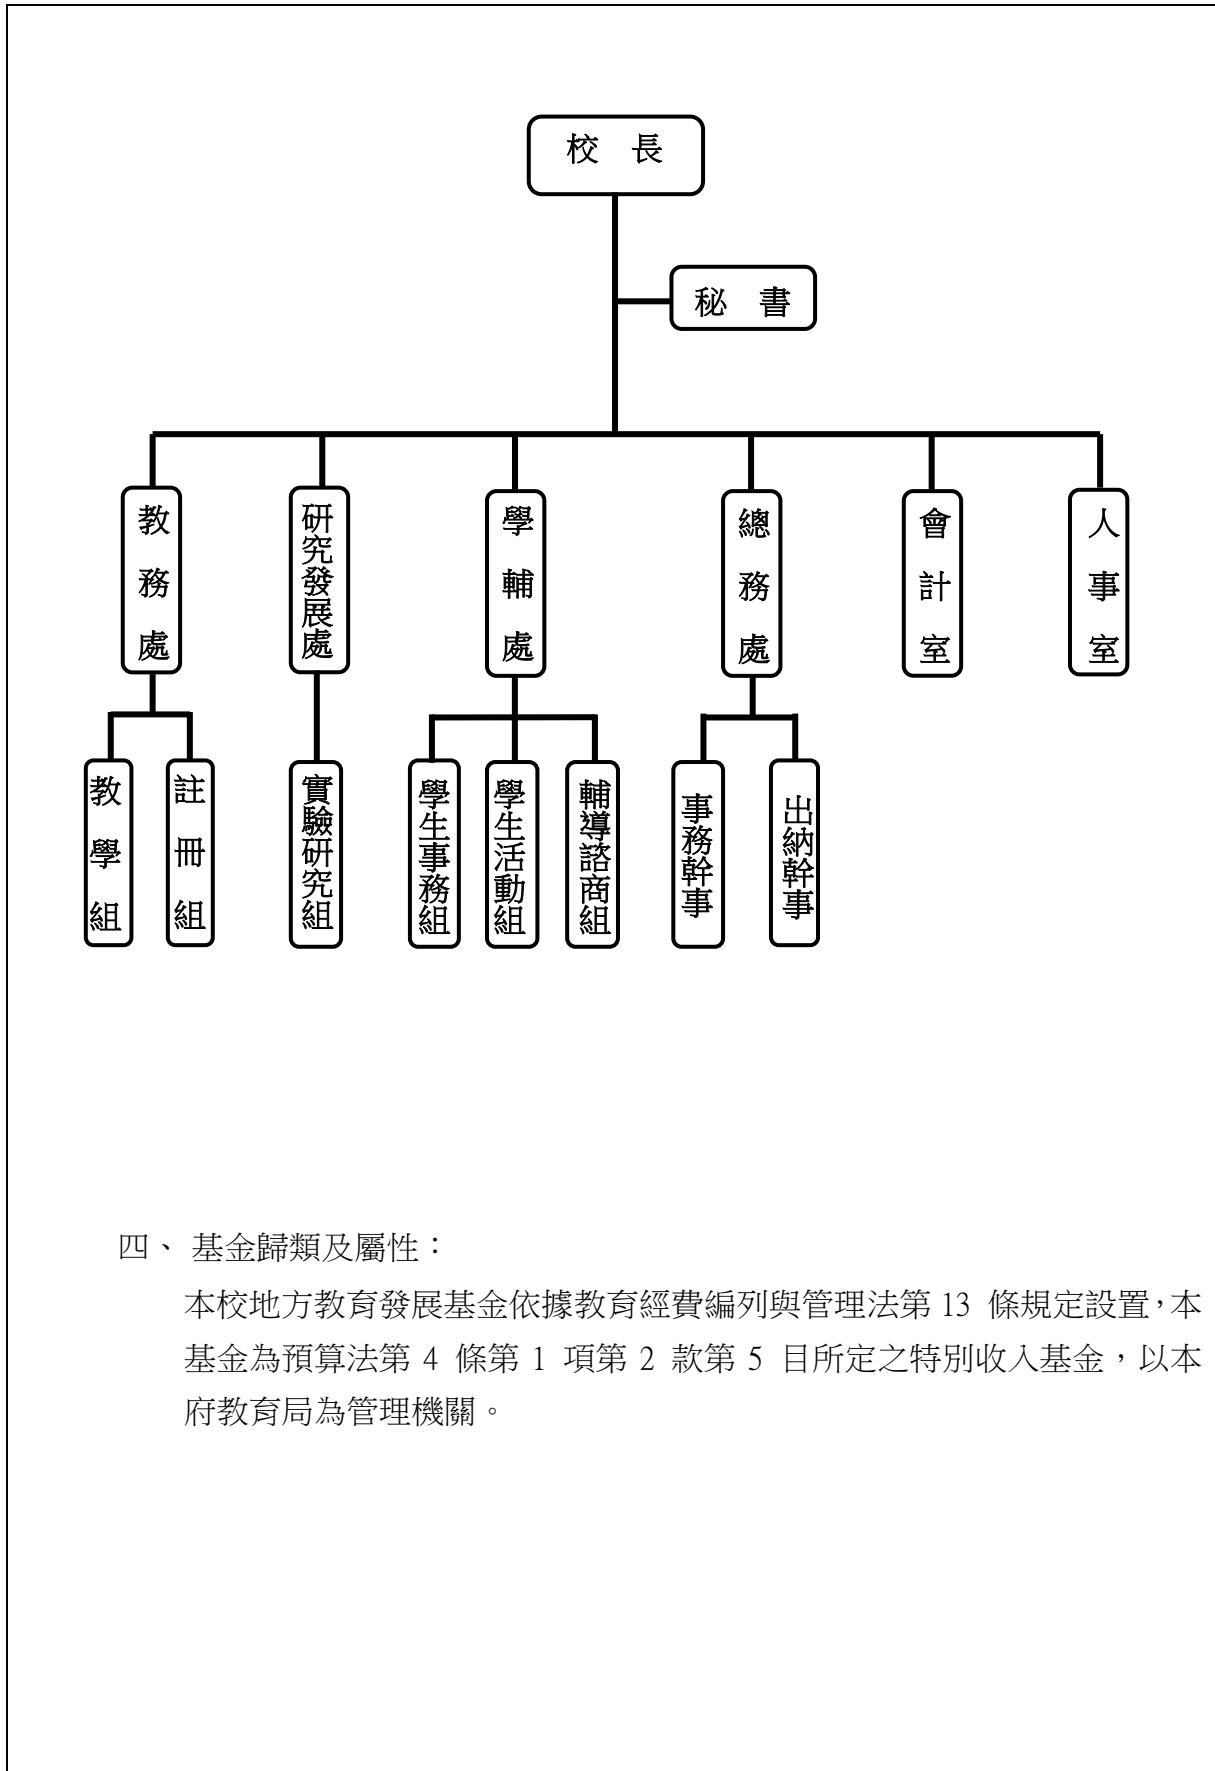 校 長
秘 書
教務處
研究發展處
學輔處
總務處
會計室
人事室
教學組
註冊組
實驗研究組
學生事務組
學生活動組
輔導諮商組
事務幹事
出納幹事
四、 基金歸類及屬性：
本校地方教育發展基金依據教育經費編列與管理法第 13 條規定設置，本
基金為預算法第 4 條第 1 項第 2 款第 5 目所定之特別收入基金，以本
府教育局為管理機關。